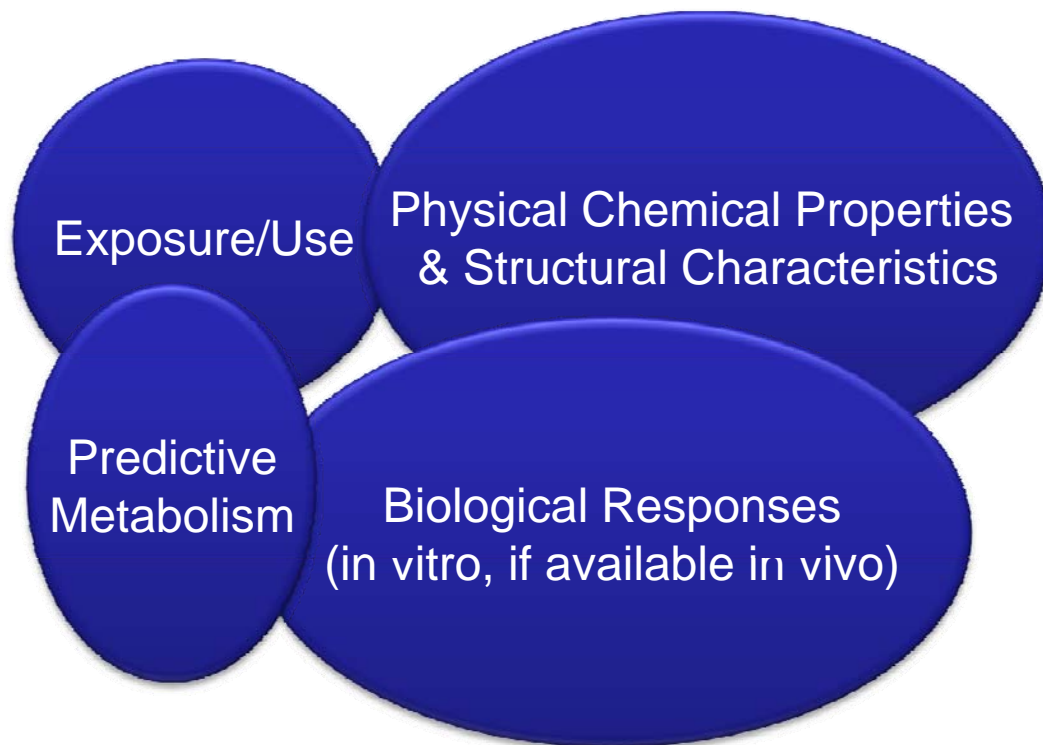 Exposure/Use
Physical Chemical Properties
& Structural Characteristics
Predictive
Metabolism
Biological Responses
(in vitro, if available in vivo)